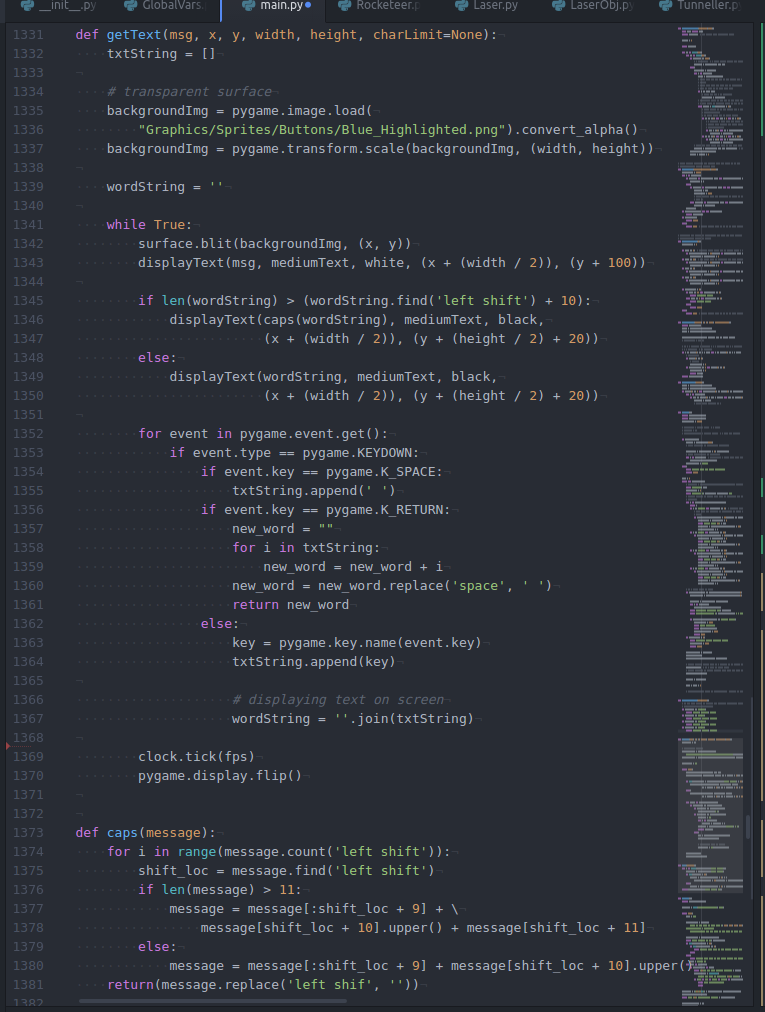 __init__.py GlobalVars. main.py Rocketeer.p Laser.py LaserObj.py Tunneller.p
1331 def getText(msg, x, y, width, height, charLimit=None):
1332 txtString = []
1333
1334 # transparent surface
1335 backgroundImg = pygame.image.load(
1336 "Graphics/Sprites/Buttons/Blue_Highlighted.png").convert_alpha()
1337 backgroundImg = pygame.transform.scale(backgroundImg, (width, height))
1338
1339 wordString = ''
1340
1341 while True:
1342 surface.blit(backgroundImg, (x, y))
1343 displayText(msg, mediumText, white, (x + (width / 2)), (y + 100))
1344
1345 if len(wordString) > (wordString.find('left shift') + 10):
1346 displayText(caps(wordString), mediumText, black,
1347 (x + (width / 2)), (y + (height / 2) + 20))
1348 else:
1349 displayText(wordString, mediumText, black,
1350 (x + (width / 2)), (y + (height / 2) + 20))
1351
1352 for event in pygame.event.get():
1353 if event.type == pygame.KEYDOWN:
1354 if event.key == pygame.K_SPACE:
1355 txtString.append(' ')
1356 if event.key == pygame.K_RETURN:
1357 new_word = ""
1358 for i in txtString:
1359 new_word = new_word + i
1360 new_word = new_word.replace('space', ' ')
1361 return new_word
1362 else:
1363 key = pygame.key.name(event.key)
1364 txtString.append(key)
1365
1366 # displaying text on screen
1367 wordString = ''.join(txtString)
1368
1369 clock.tick(fps)
1370 pygame.display.flip()
1371
1372
1373 def caps(message):
1374 for i in range(message.count('left shift')):
1375 shift_loc = message.find('left shift')
1376 if len(message) > 11:
1377 message = message[:shift_loc + 9] + \
1378 message[shift_loc + 10].upper() + message[shift_loc + 11]
1379 else:
1380 message = message[:shift_loc + 9] + message[shift_loc + 10].upper()
1381 return(message.replace('left shif', ''))
1382